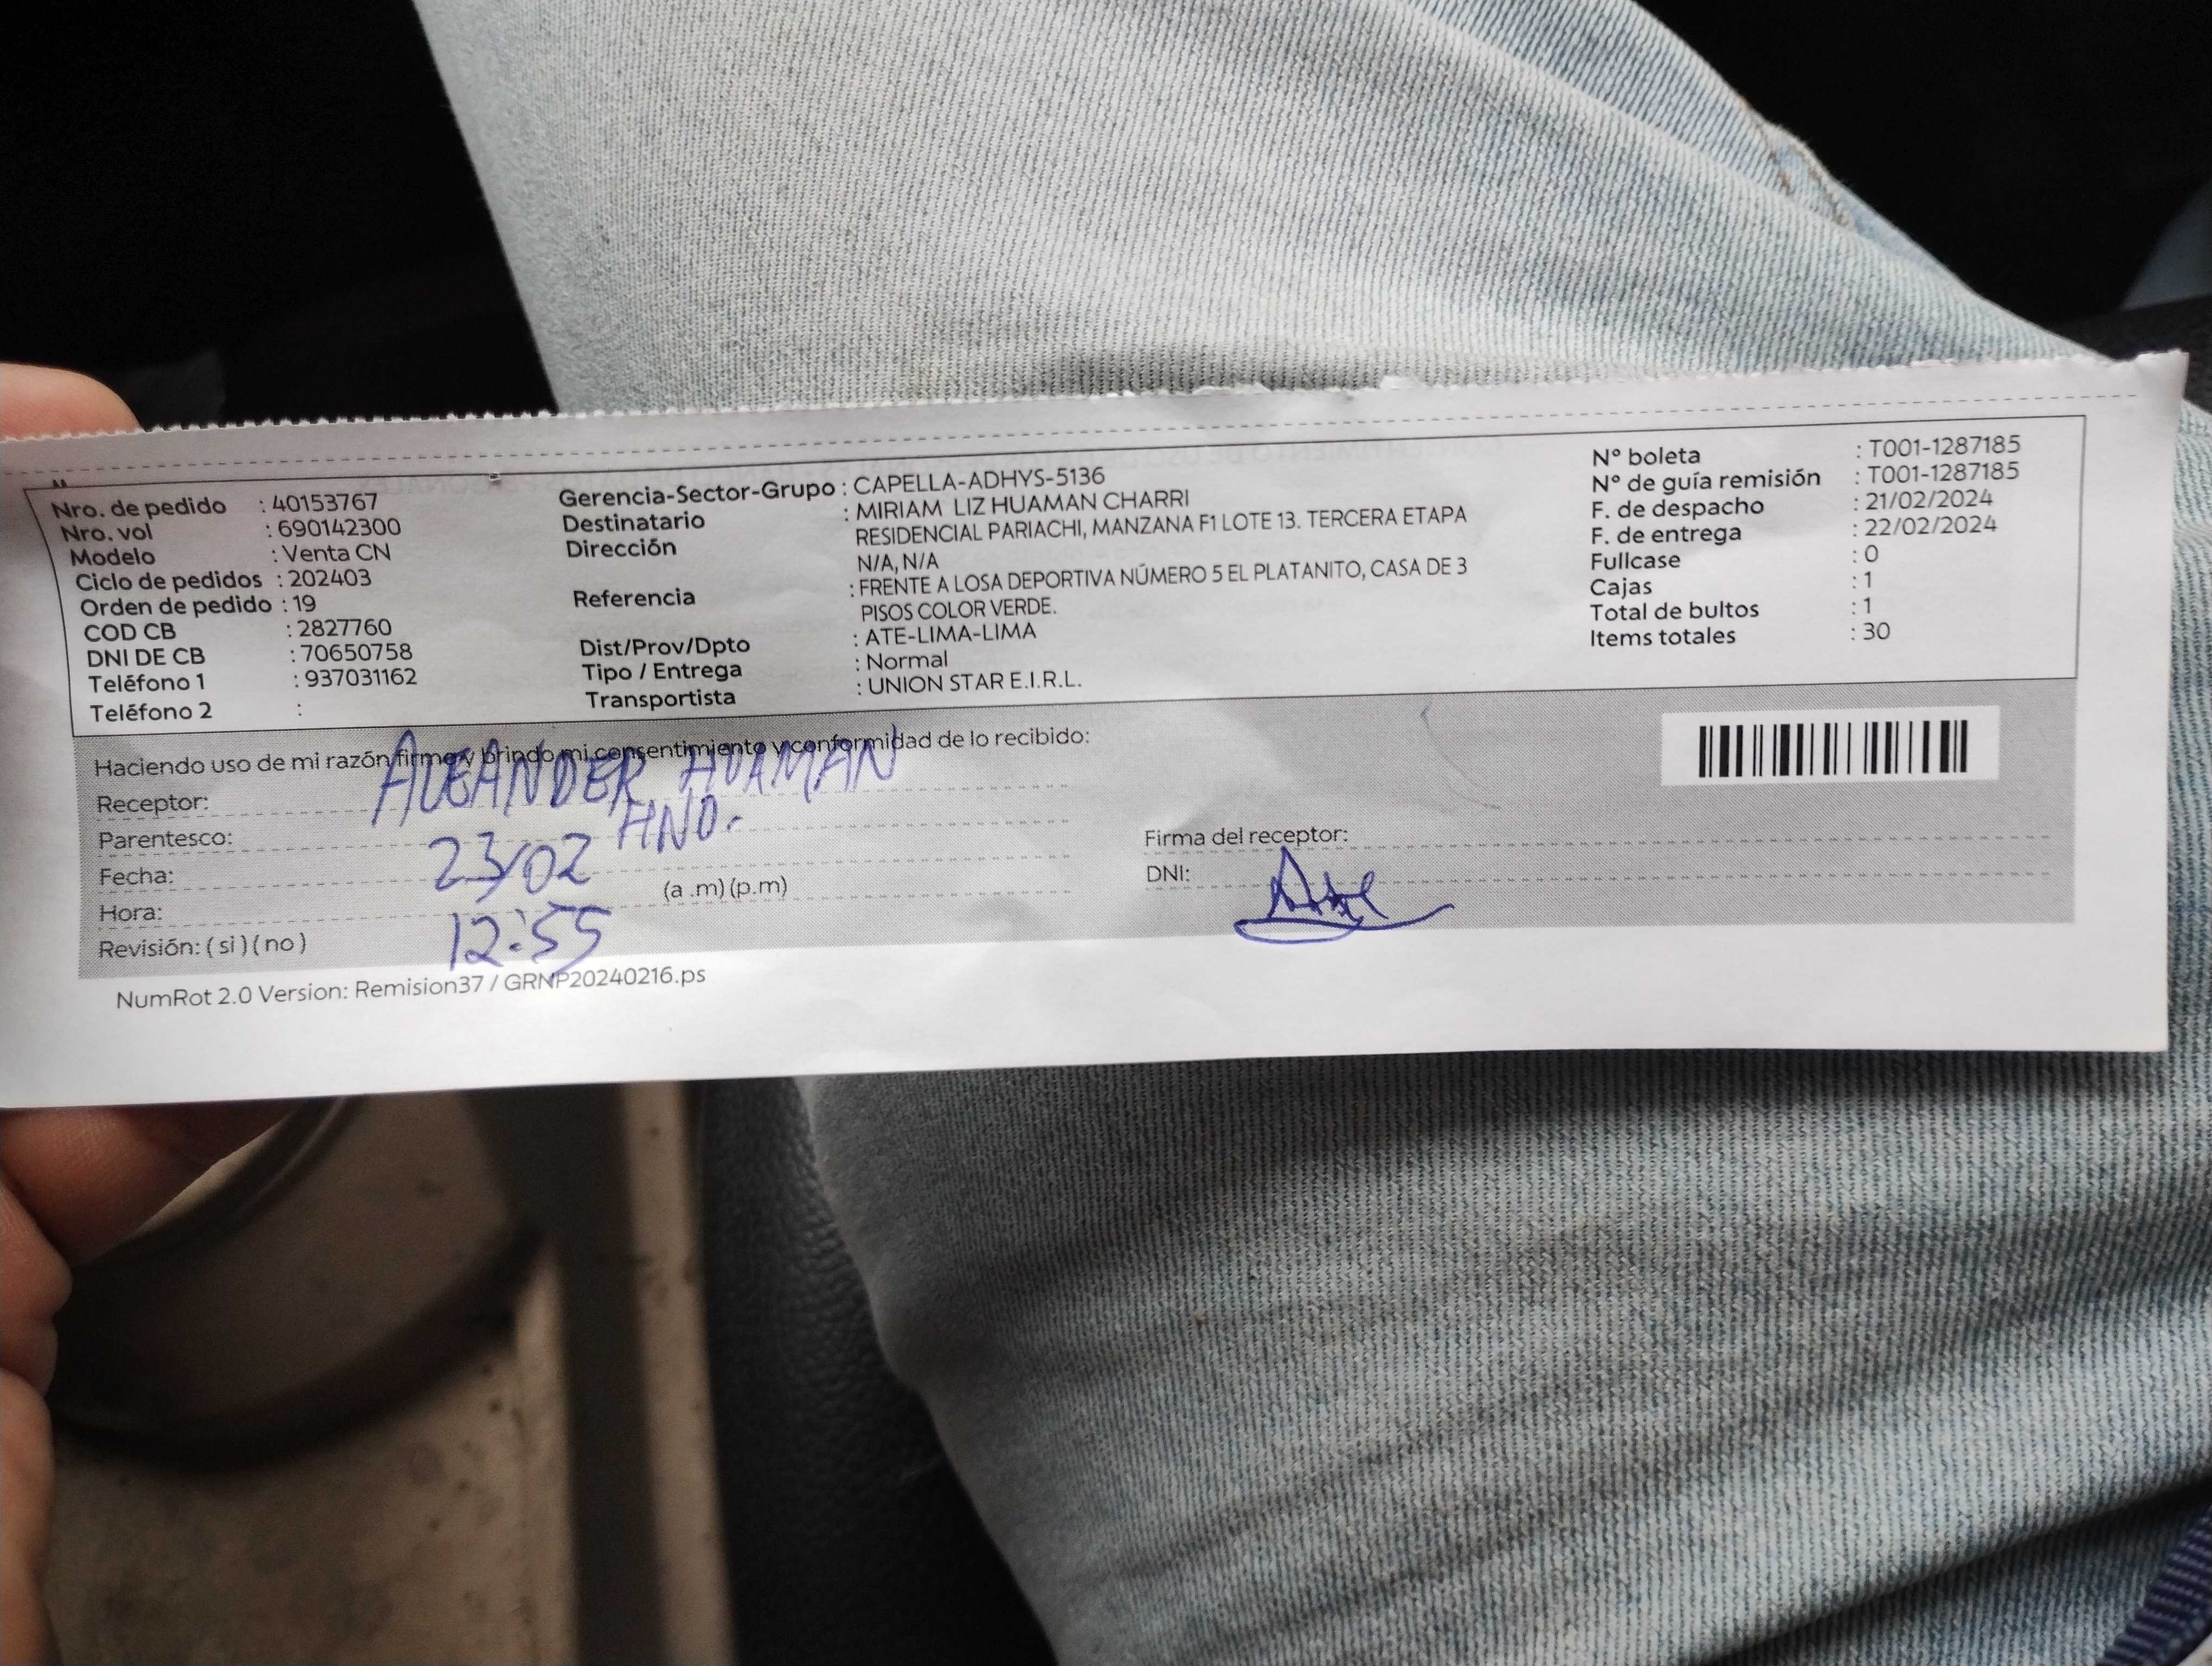 Nro. de pedido : 40153767
Nro. vol : 690142300
Modelo : Venta CN
Ciclo de pedidos : 202403
Orden de pedido : 19
COD CB : 2827760
DNI DE CB : 70650758
Teléfono 1 : 937031162
Teléfono 2 :
Gerencia-Sector-Grupo : CAPELLA-ADHYS-5136
Destinatario : MIRIAM LIZ HUAMAN CHARRI
Dirección RESIDENCIAL PARIACHI, MANZANA F1 LOTE 13. TERCERA ETAPA
N/A, N/A
Referencia : FRENTE A LOSA DEPORTIVA NÚMERO 5 EL PLATANITO, CASA DE 3
PISOS COLOR VERDE.
Dist/Prov/Dpto : ATE-LIMA-LIMA
Tipo / Entrega : Normal
Transportista : UNION STAR E.I.R.L.
N° boleta : T001-1287185
N° de guía remisión : T001-1287185
F. de despacho : 21/02/2024
F. de entrega : 22/02/2024
Fullcase : 0
Cajas : 1
Total de bultos : 1
Items totales : 30
Haciendo uso de mi razón firmo y brindo mi consentimiento y conformidad de lo recibido:
Receptor: HUAMAN
Parentesco: HNO.
Fecha: 23/02
Hora: 12:55 (a .m) (p.m)
Revisión: ( si ) ( no )
Firma del receptor:
DNI:
NumRot 2.0 Version: Remision37 / GRNP20240216.ps